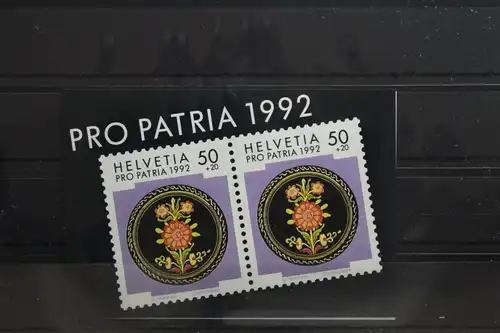 PRO PATRIA 1992
HELVETIA 50
PRO PATRIA 1992 +20
HELVETIA 50
PRO PATRIA 1992 +20